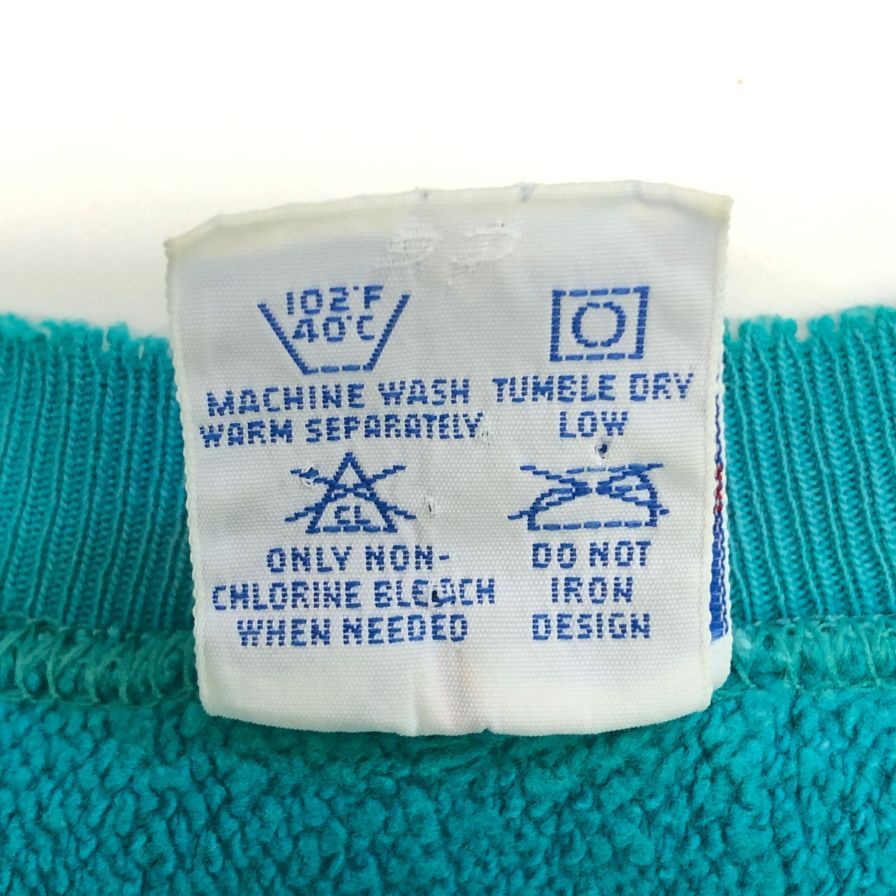 102°F
40°C
MACHINE WASH
WARM SEPARATELY
TUMBLE DRY
LOW
CL
ONLY NON-
CHLORINE BLEACH
WHEN NEEDED
DO NOT
IRON
DESIGN